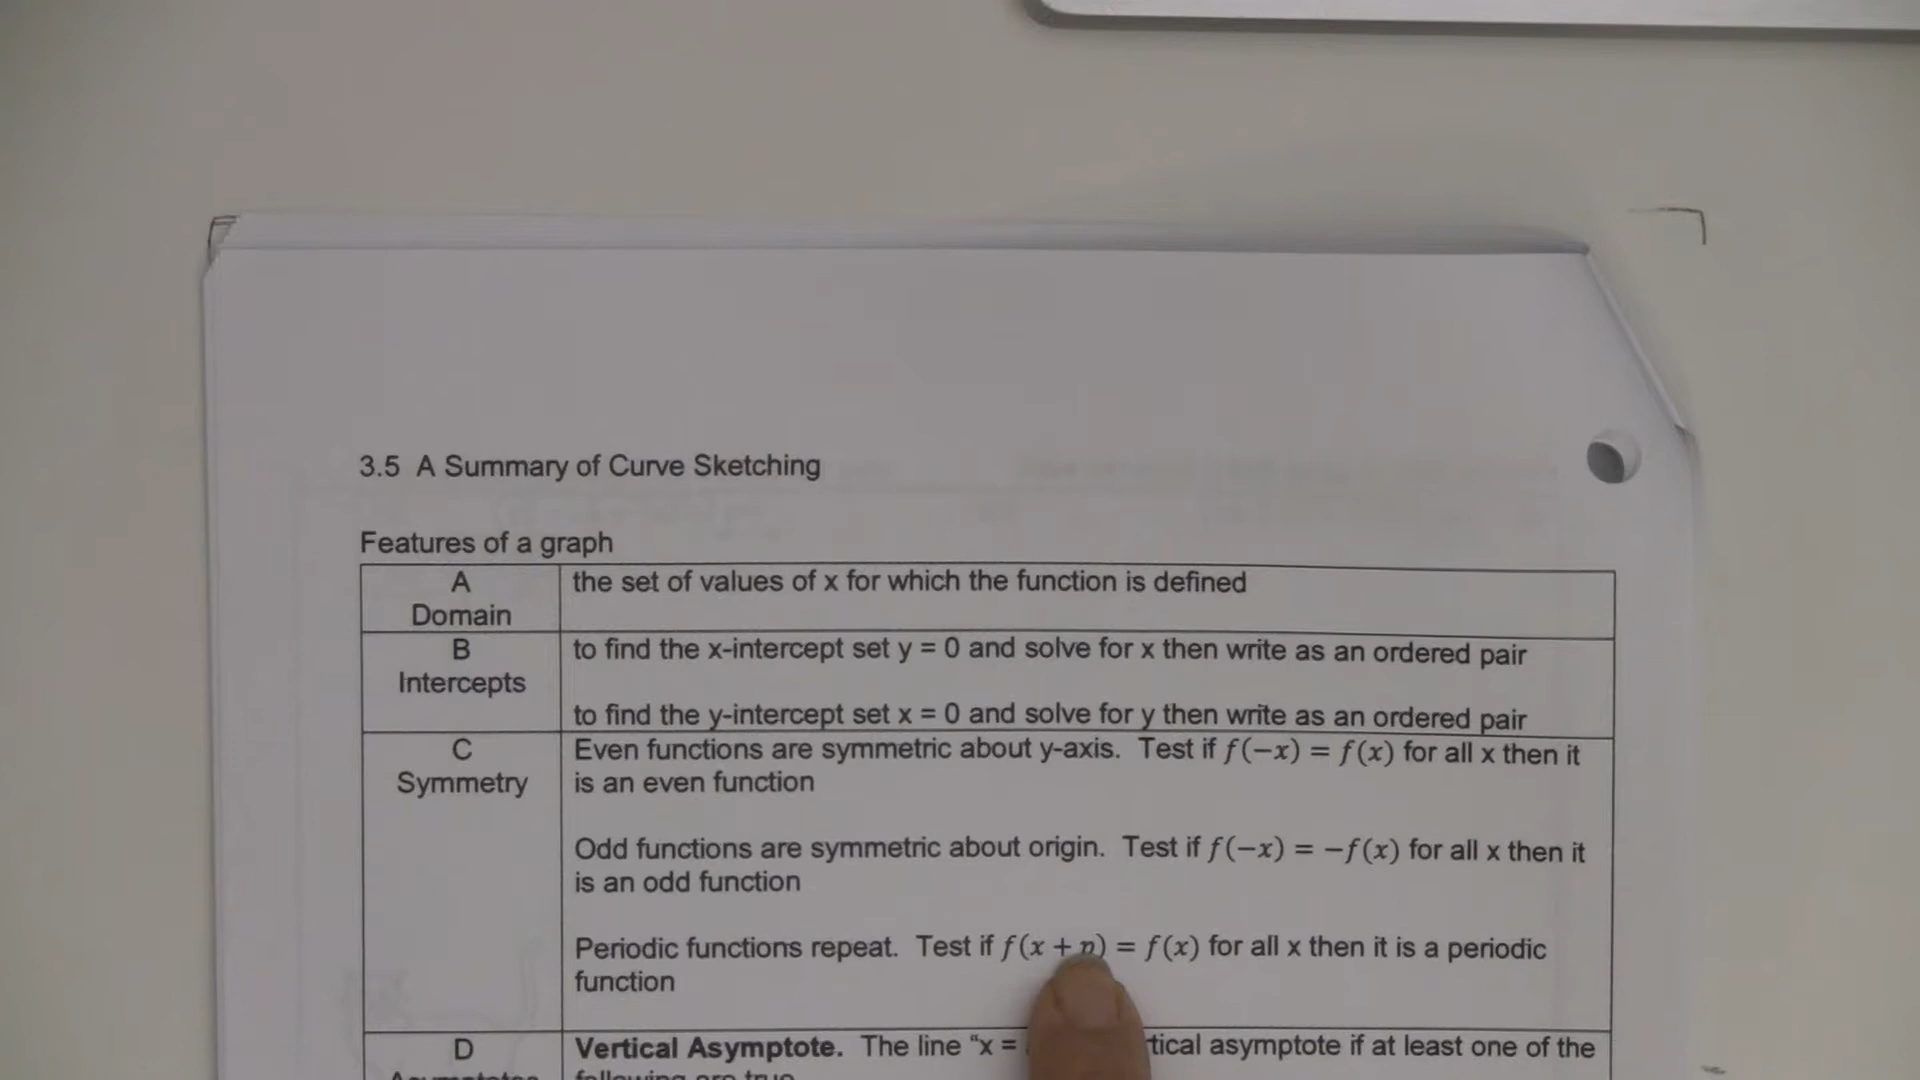 3.5 A Summary of Curve Sketching
Features of a graph
A
Domain
the set of values of x for which the function is defined
B
Intercepts
to find the x-intercept set y = 0 and solve for x then write as an ordered pair
to find the y-intercept set x = 0 and solve for y then write as an ordered pair
C
Symmetry
Even functions are symmetric about y-axis. Test if f(−x) = f(x) for all x then it
is an even function
Odd functions are symmetric about origin. Test if f(−x) = −f(x) for all x then it
is an odd function
Periodic functions repeat. Test if f(x + p) = f(x) for all x then it is a periodic
function
D
Vertical Asymptote. The line “x = asymptote if at least one of the